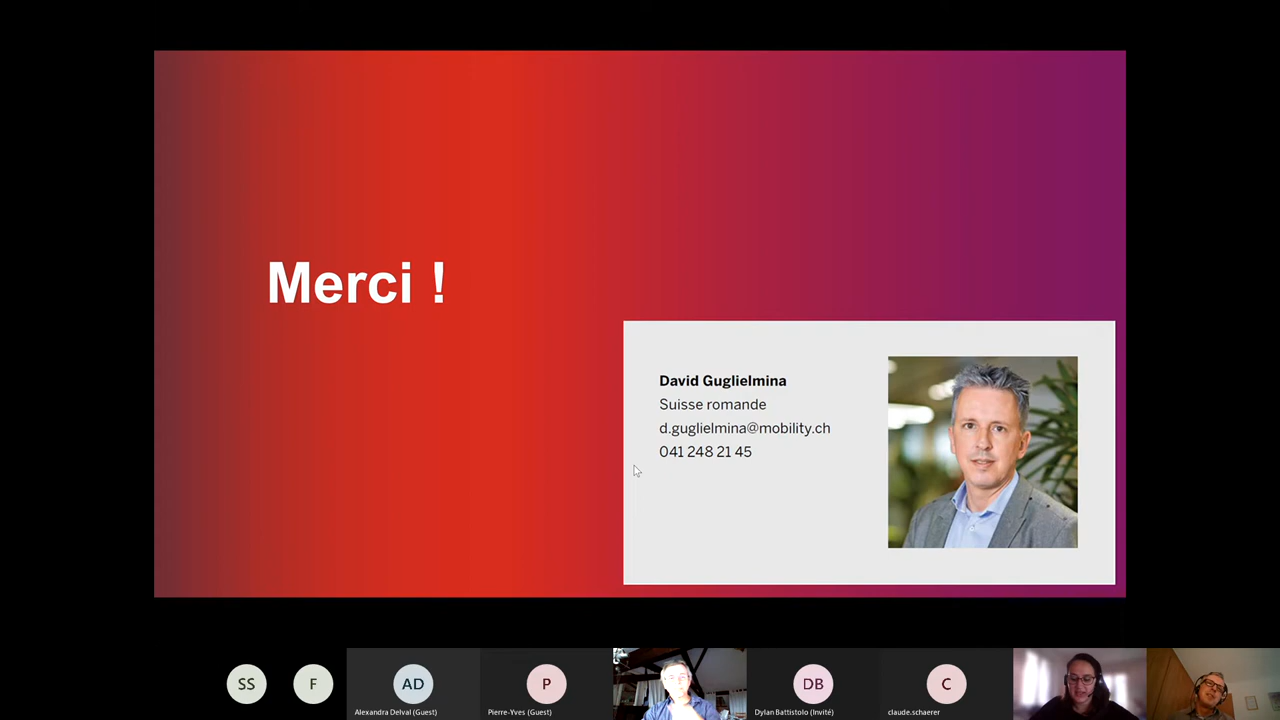 Merci !
David Guglielmina
Suisse romande
d.guglielmina@mobility.ch
041 248 21 45
SS
F
AD
P
DB
C
Alexandra Delval (Guest)
Pierre-Yves (Guest)
Dylan Battistolo (Invité)
claude.schaerer